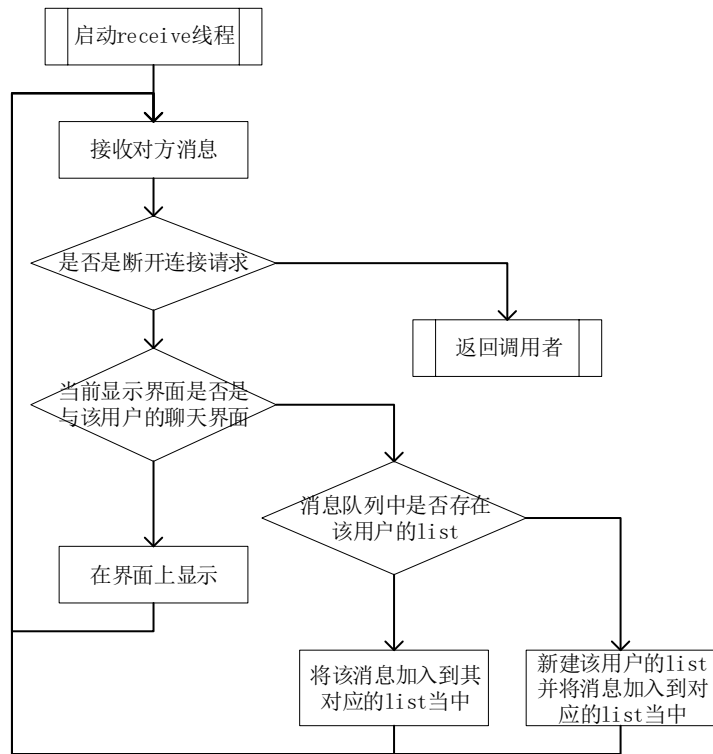 启动receive线程
接收对方消息
是否是断开连接请求
返回调用者
当前显示界面是否是
与该用户的聊天界面
消息队列中是否存在
该用户的list
在界面上显示
将该消息加入到其
对应的list当中
新建该用户的list
并将消息加入到对
应的list当中